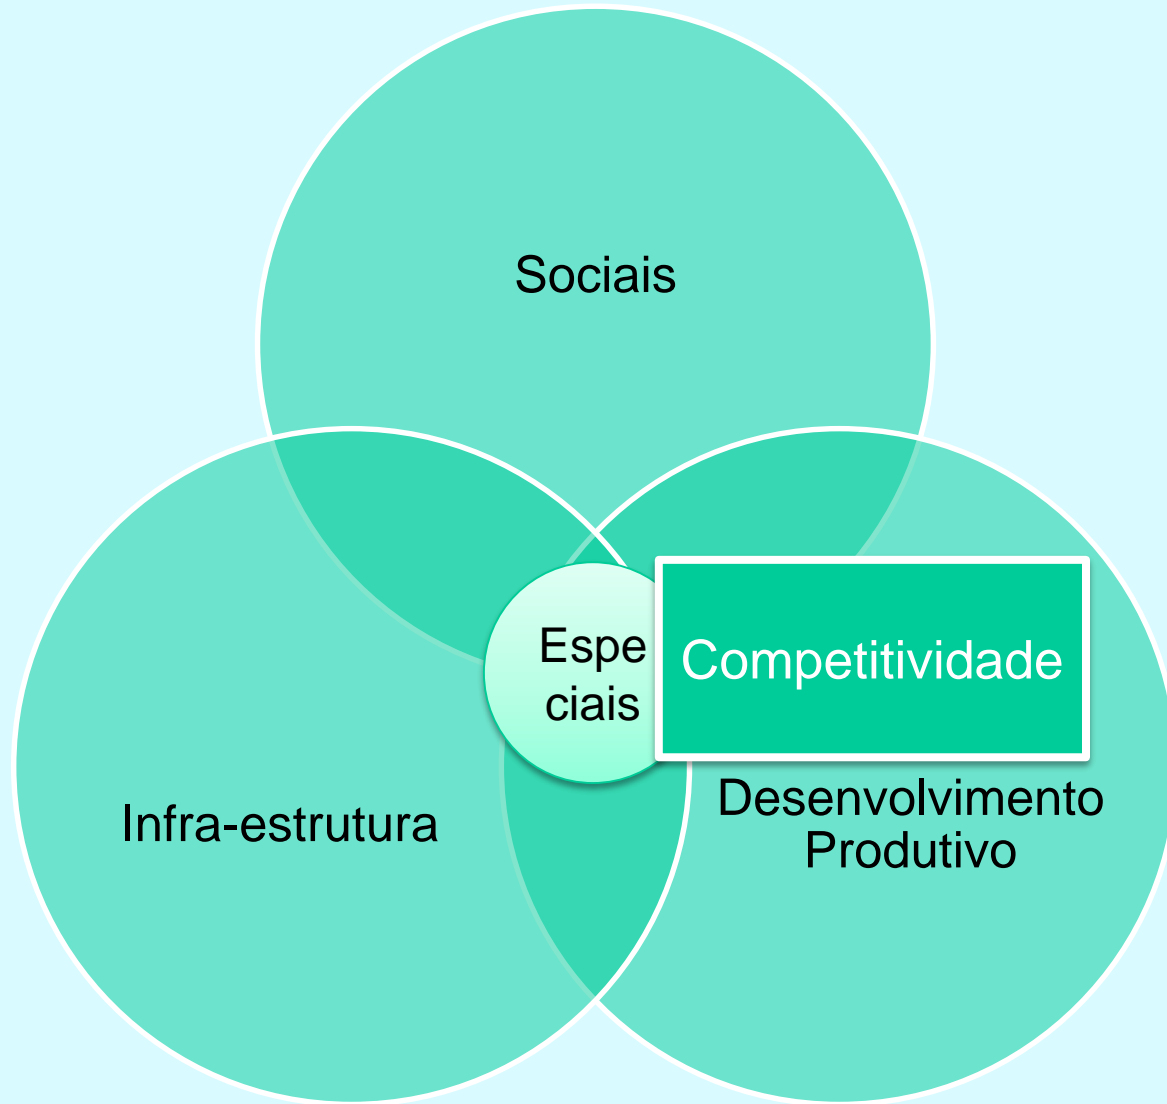 Sociais
Espe
ciais
Competitividade
Infra-estrutura
Desenvolvimento
Produtivo